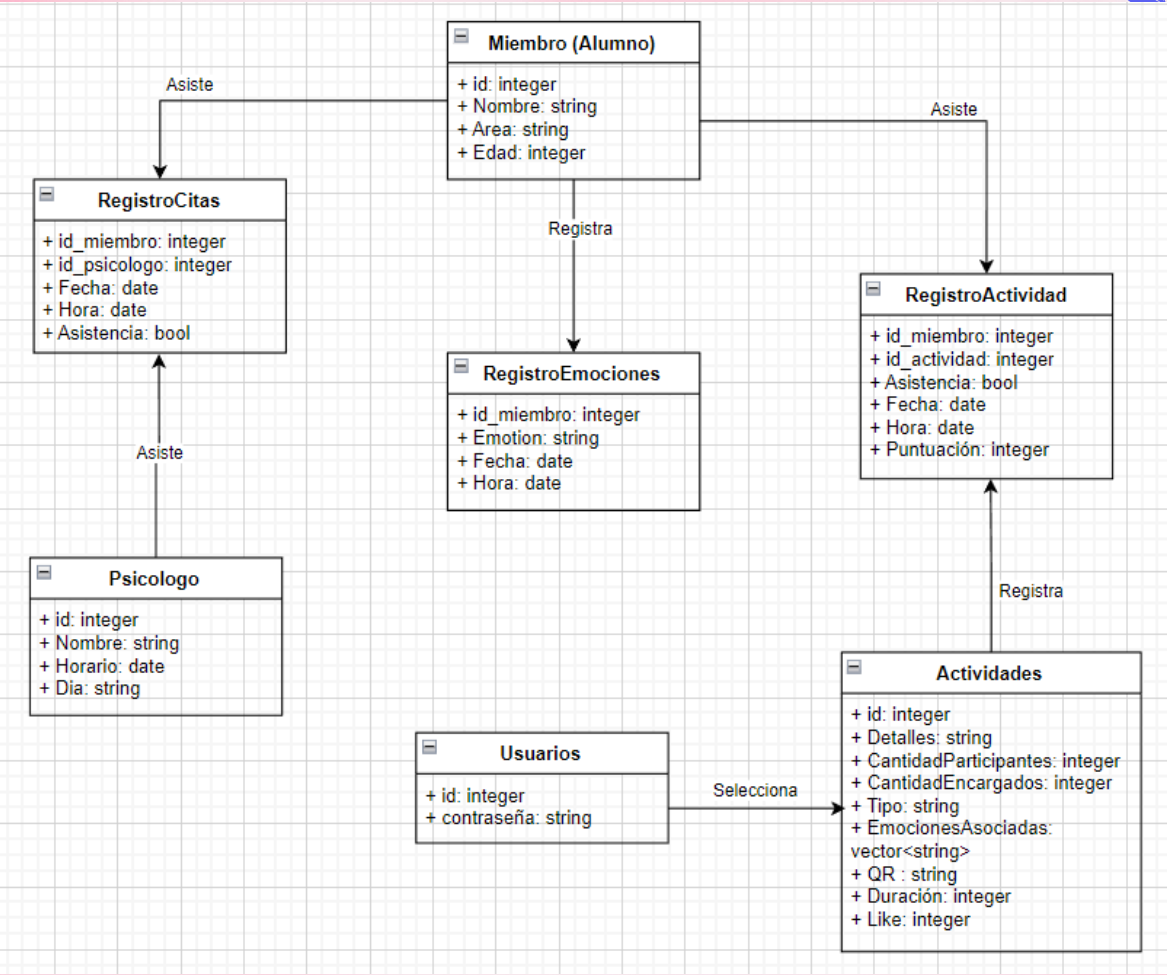 Miembro (Alumno)
+ id: integer
+ Nombre: string
+ Area: string
+ Edad: integer
Asiste
Asiste
RegistroCitas
+ id_miembro: integer
+ id_psicologo: integer
+ Fecha: date
+ Hora: date
+ Asistencia: bool
Registra
RegistroActividad
+ id_miembro: integer
+ id_actividad: integer
+ Asistencia: bool
+ Fecha: date
+ Hora: date
+ Puntuación: integer
RegistroEmociones
+ id_miembro: integer
+ Emotion: string
+ Fecha: date
+ Hora: date
Asiste
Psicologo
+ id: integer
+ Nombre: string
+ Horario: date
+ Dia: string
Registra
Usuarios
+ id: integer
+ contraseña: string
Selecciona
Actividades
+ id: integer
+ Detalles: string
+ CantidadParticipantes: integer
+ CantidadEncargados: integer
+ Tipo: string
+ EmocionesAsociadas:
vector<string>
+ QR : string
+ Duración: integer
+ Like: integer